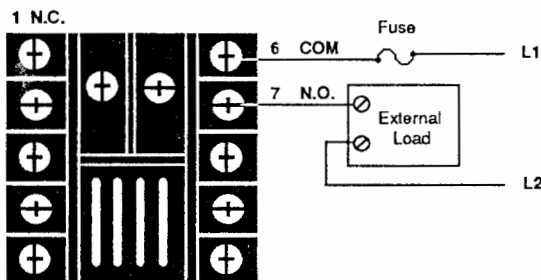 1 N.C.
Fuse
6 COM
L1
7 N.O.
External
Load
L2